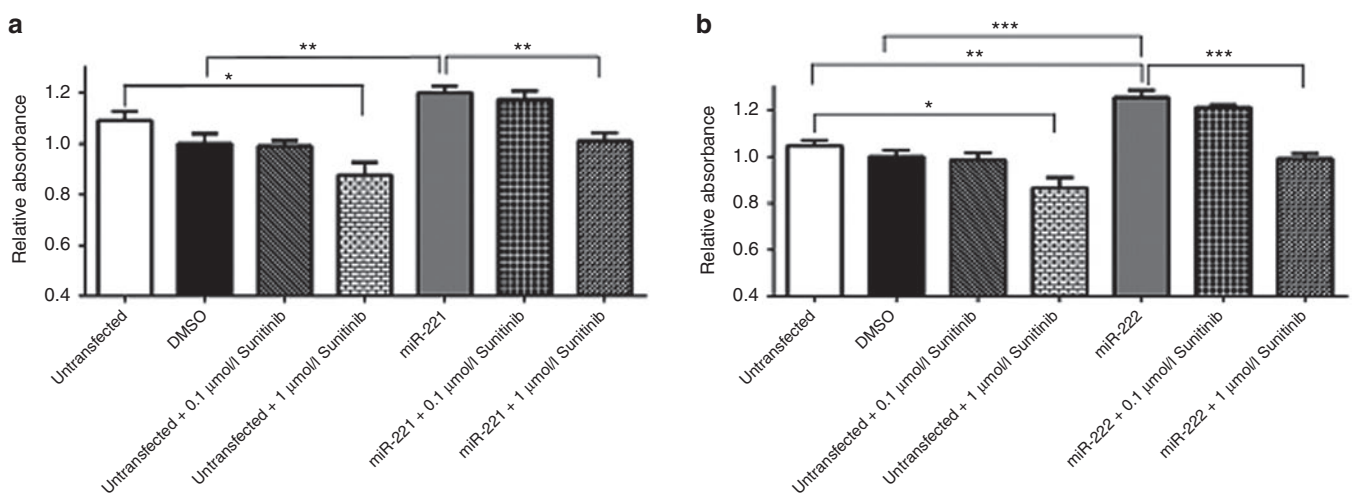 a
**
**
*
Relative absorbance
1.2
1.0
0.8
0.6
0.4
Untransfected
DMSO
Untransfected + 0.1 µmol/l Sunitinib
Untransfected + 1 µmol/l Sunitinib
miR-221
miR-221 + 0.1 µmol/l Sunitinib
miR-221 + 1 µmol/l Sunitinib
b
***
**
***
*
Relative absorbance
1.2
1.0
0.8
0.6
0.4
Untransfected
DMSO
Untransfected + 0.1 µmol/l Sunitinib
Untransfected + 1 µmol/l Sunitinib
miR-222
miR-222 + 0.1 µmol/l Sunitinib
miR-222 + 1 µmol/l Sunitinib